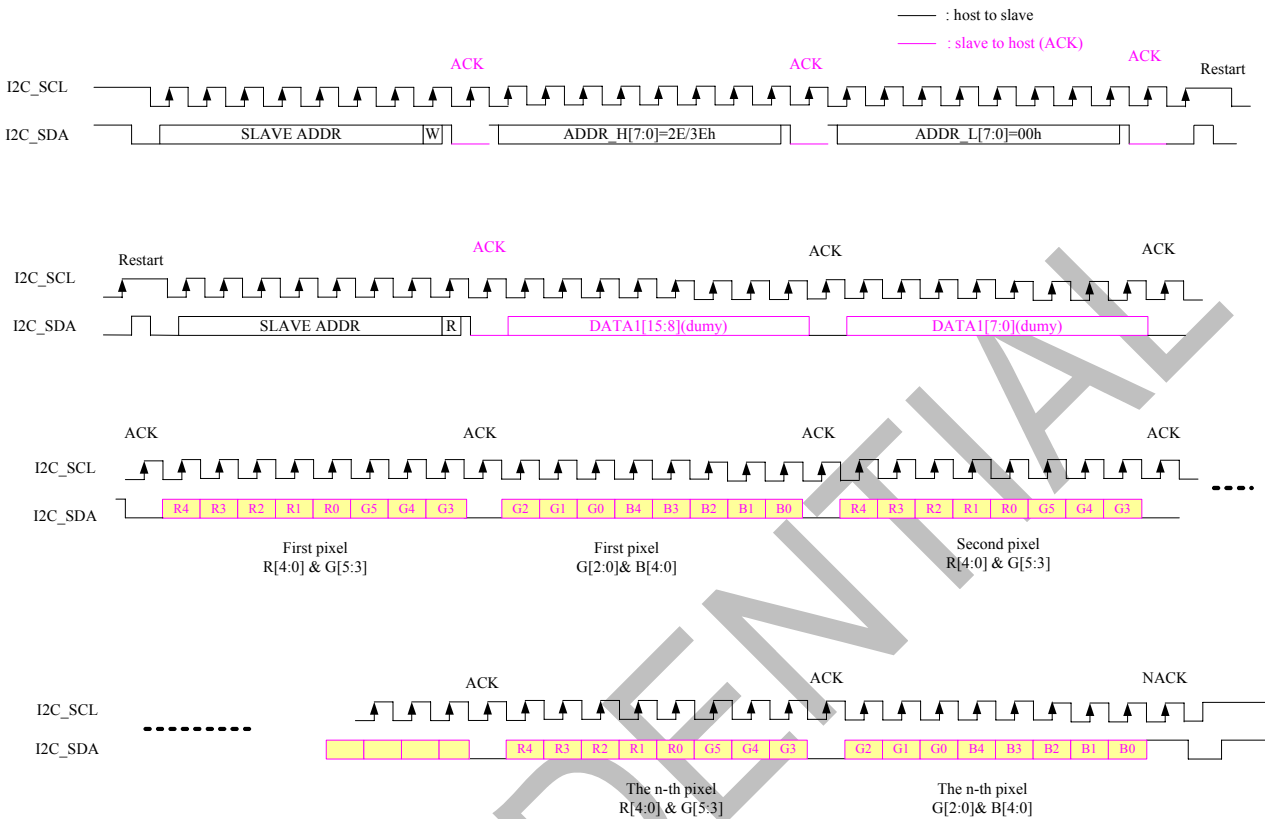 : host to slave
: slave to host (ACK)
ACK ACK ACK Restart
I2C_SCL
I2C_SDA SLAVE ADDR W ADDR_H[7:0]=2E/3Eh ADDR_L[7:0]=00h
Restart ACK ACK ACK
I2C_SCL
I2C_SDA SLAVE ADDR R DATA1[15:8](dumy) DATA1[7:0](dumy)
ACK ACK ACK ACK
I2C_SCL
I2C_SDA R4 R3 R2 R1 R0 G5 G4 G3 G2 G1 G0 B4 B3 B2 B1 B0 R4 R3 R2 R1 R0 G5 G4 G3
First pixel First pixel Second pixel
R[4:0] & G[5:3] G[2:0]& B[4:0] R[4:0] & G[5:3]
ACK ACK NACK
I2C_SCL
I2C_SDA R4 R3 R2 R1 R0 G5 G4 G3 G2 G1 G0 B4 B3 B2 B1 B0
The n-th pixel The n-th pixel
R[4:0] & G[5:3] G[2:0]& B[4:0]
DENTIAL